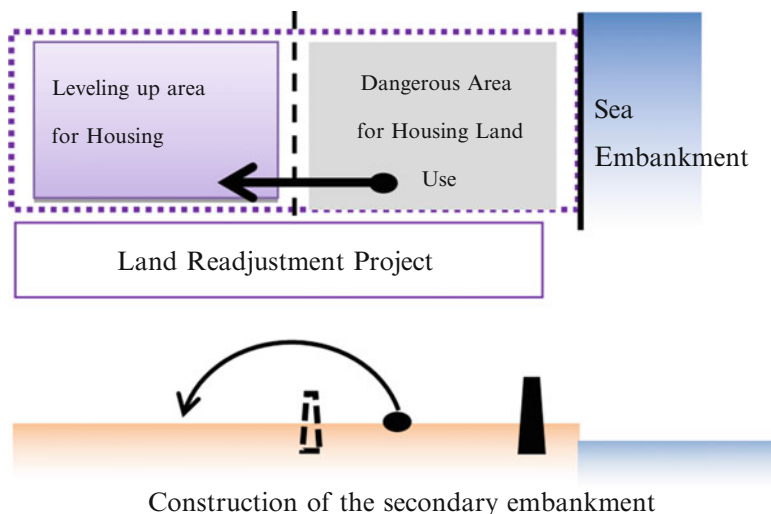 Leveling up area
for Housing
Dangerous Area
for Housing Land
Use
Sea
Embankment
Land Readjustment Project
Construction of the secondary embankment